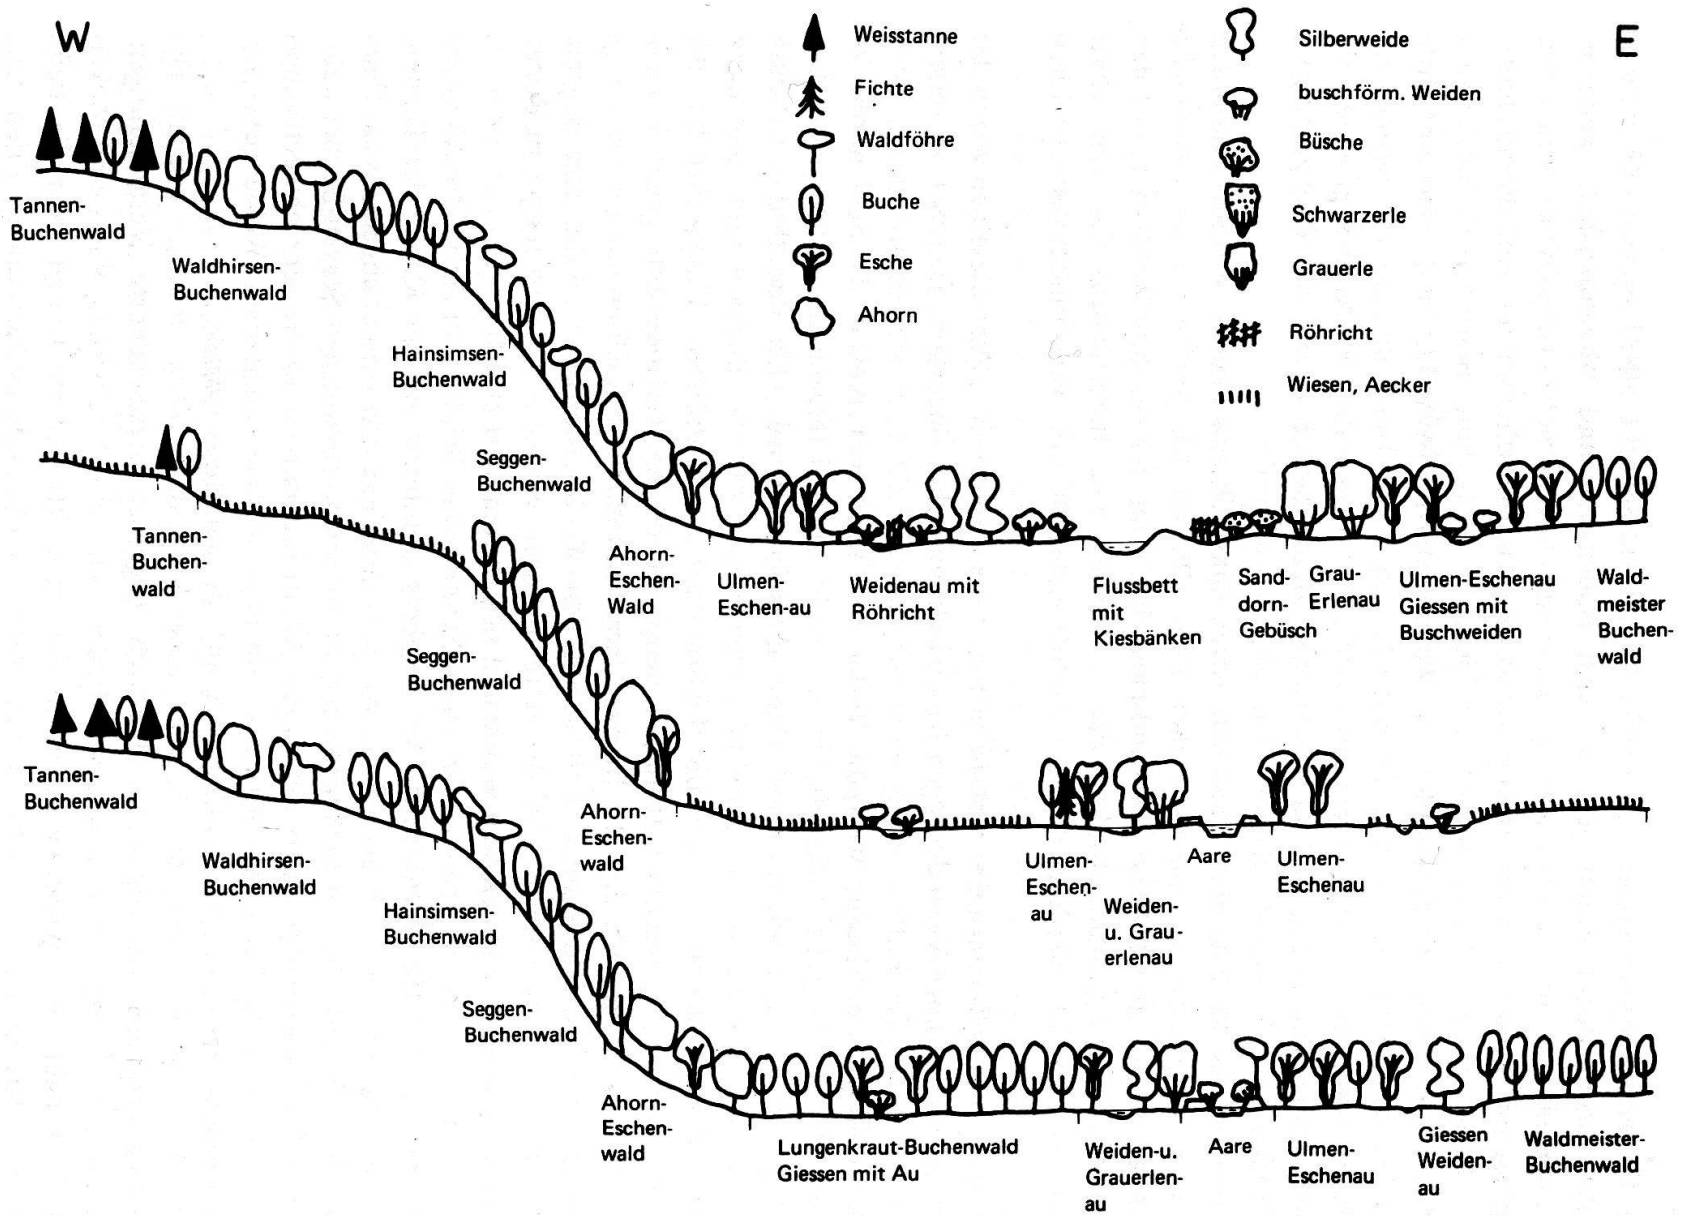 W
E
Weisstanne
Fichte
Waldföhre
Buche
Esche
Ahorn
Silberweide
buschförm. Weiden
Büsche
Schwarzerle
Grauerle
Röhricht
Wiesen, Aecker
Tannen-
Buchenwald
Waldhirsen-
Buchenwald
Hainsimsen-
Buchenwald
Seggen-
Buchenwald
Ahorn-
Eschen-
Wald
Ulmen-
Eschen-au
Weidenau mit
Röhricht
Flussbett
mit
Kiesbänken
Sand-
dorn-
Gebüsch
Grau-
Erlenau
Ulmen-Eschenau
Giessen mit
Buschweiden
Wald-
meister
Buchen-
wald
Tannen-
Buchen-
wald
Seggen-
Buchenwald
Ahorn-
Eschen-
wald
Ulmen-
Eschen-
au
Weiden-
u. Grau-
erlenau
Aare
Ulmen-
Eschenau
Tannen-
Buchenwald
Waldhirsen-
Buchenwald
Hainsimsen-
Buchenwald
Seggen-
Buchenwald
Ahorn-
Eschen-
wald
Lungenkraut-Buchenwald
Giessen mit Au
Weiden-u.
Grauerlen-
au
Aare
Ulmen-
Eschenau
Giessen
Weiden-
au
Waldmeister-
Buchenwald